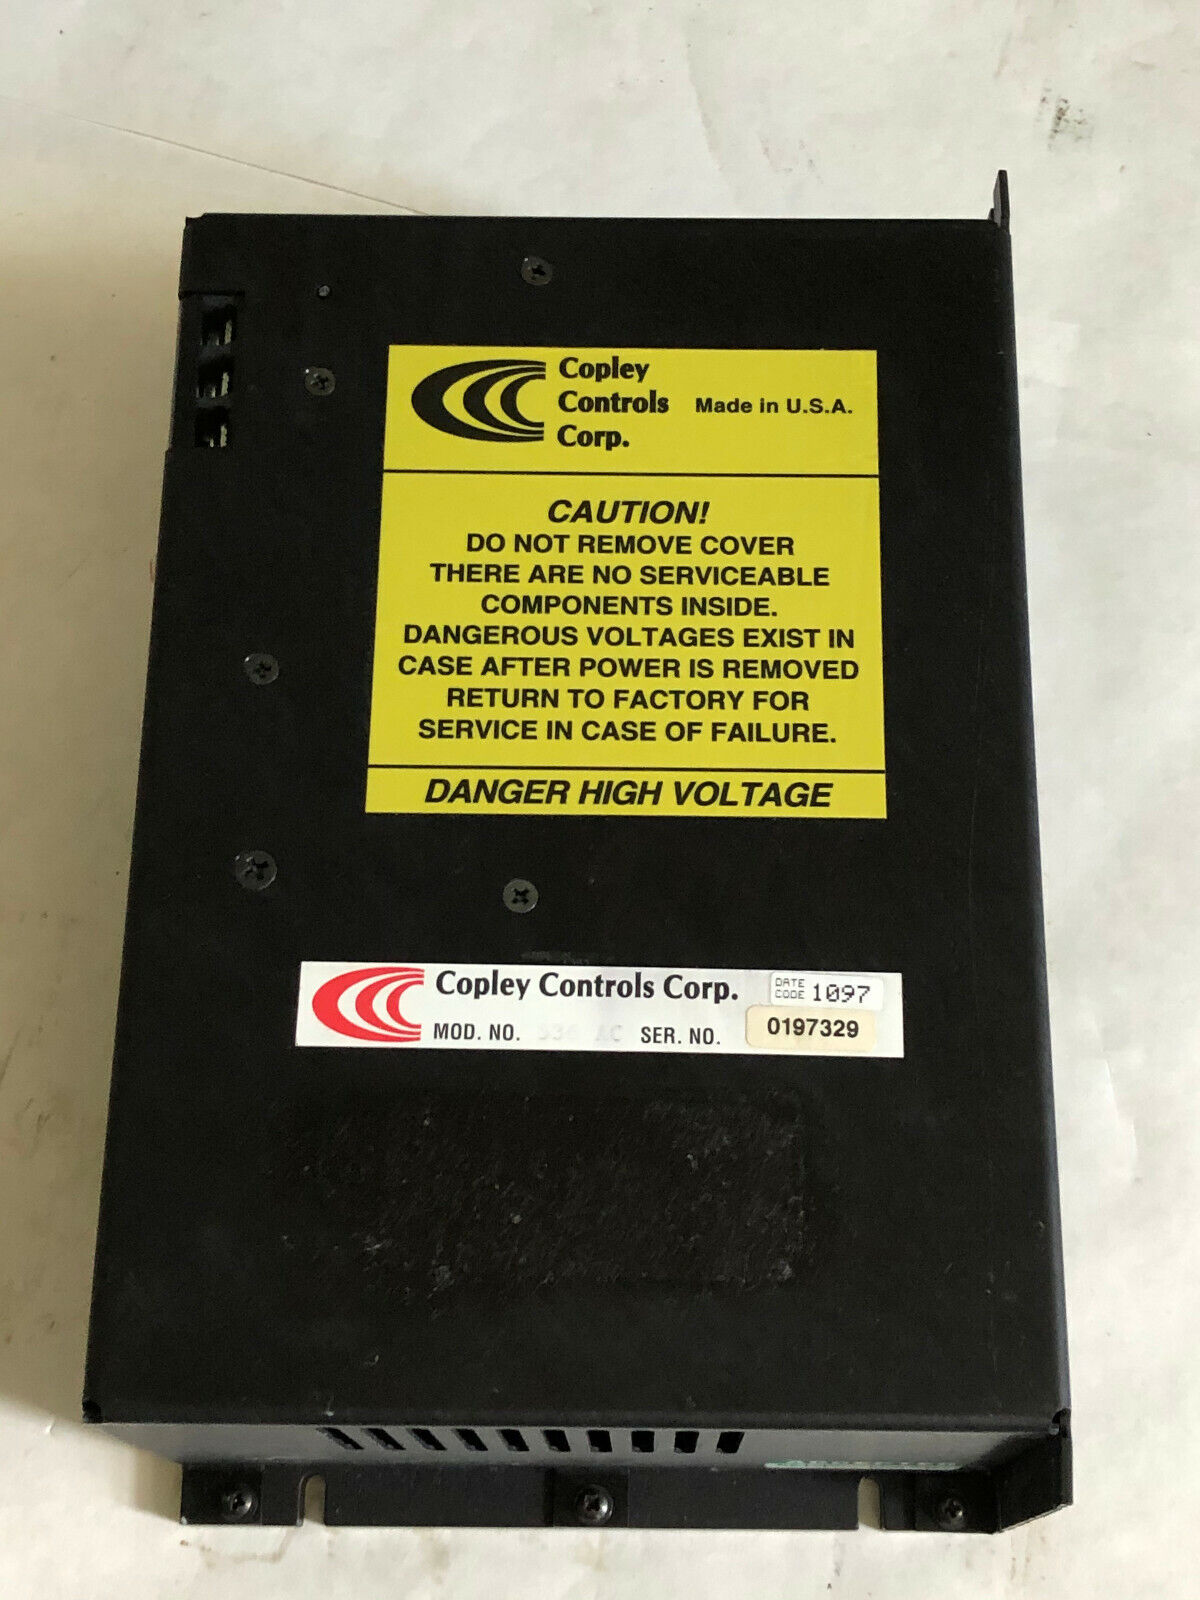 Copley
Controls
Corp.
Made in U.S.A.
CAUTION!
DO NOT REMOVE COVER
THERE ARE NO SERVICEABLE
COMPONENTS INSIDE.
DANGEROUS VOLTAGES EXIST IN
CASE AFTER POWER IS REMOVED
RETURN TO FACTORY FOR
SERVICE IN CASE OF FAILURE.
DANGER HIGH VOLTAGE
Copley Controls Corp.
DATE
CODE 1097
MOD. NO. SER. NO. 0197329